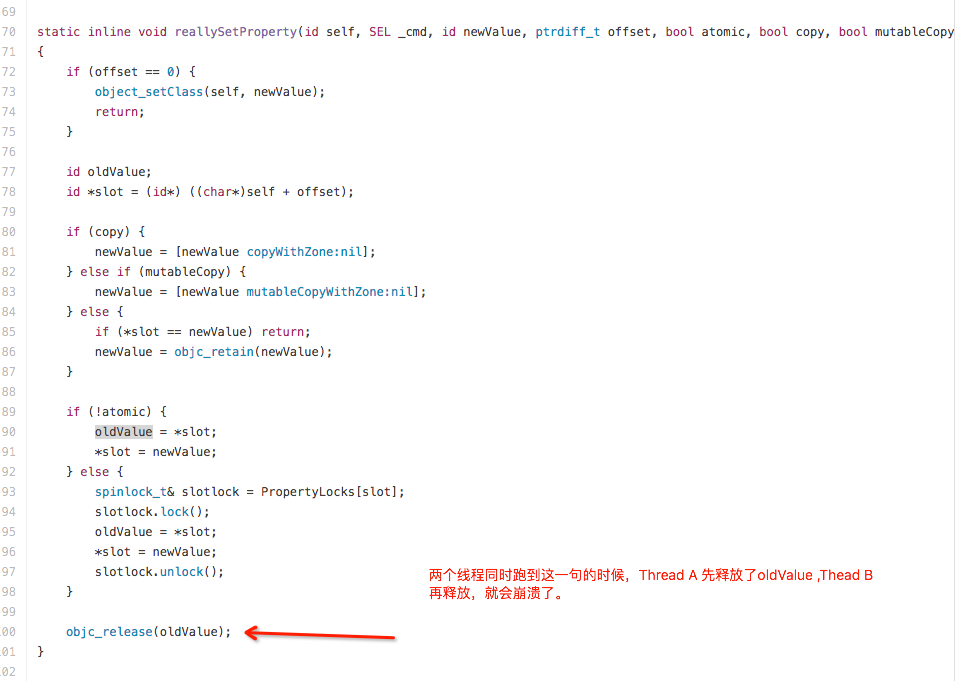 69
70 static inline void reallySetProperty(id self, SEL _cmd, id newValue, ptrdiff_t offset, bool atomic, bool copy, bool mutableCopy
71 {
72     if (offset == 0) {
73         object_setClass(self, newValue);
74         return;
75     }
76
77     id oldValue;
78     id *slot = (id*) ((char*)self + offset);
79
80     if (copy) {
81         newValue = [newValue copyWithZone:nil];
82     } else if (mutableCopy) {
83         newValue = [newValue mutableCopyWithZone:nil];
84     } else {
85         if (*slot == newValue) return;
86         newValue = objc_retain(newValue);
87     }
88
89     if (!atomic) {
90         oldValue = *slot;
91         *slot = newValue;
92     } else {
93         spinlock_t& slotlock = PropertyLocks[slot];
94         slotlock.lock();
95         oldValue = *slot;
96         *slot = newValue;
97         slotlock.unlock();
98     }
99
00     objc_release(oldValue);
01 }
02
两个线程同时跑到这一句的时候，Thread A 先释放了oldValue ,Thead B
再释放，就会崩溃了。